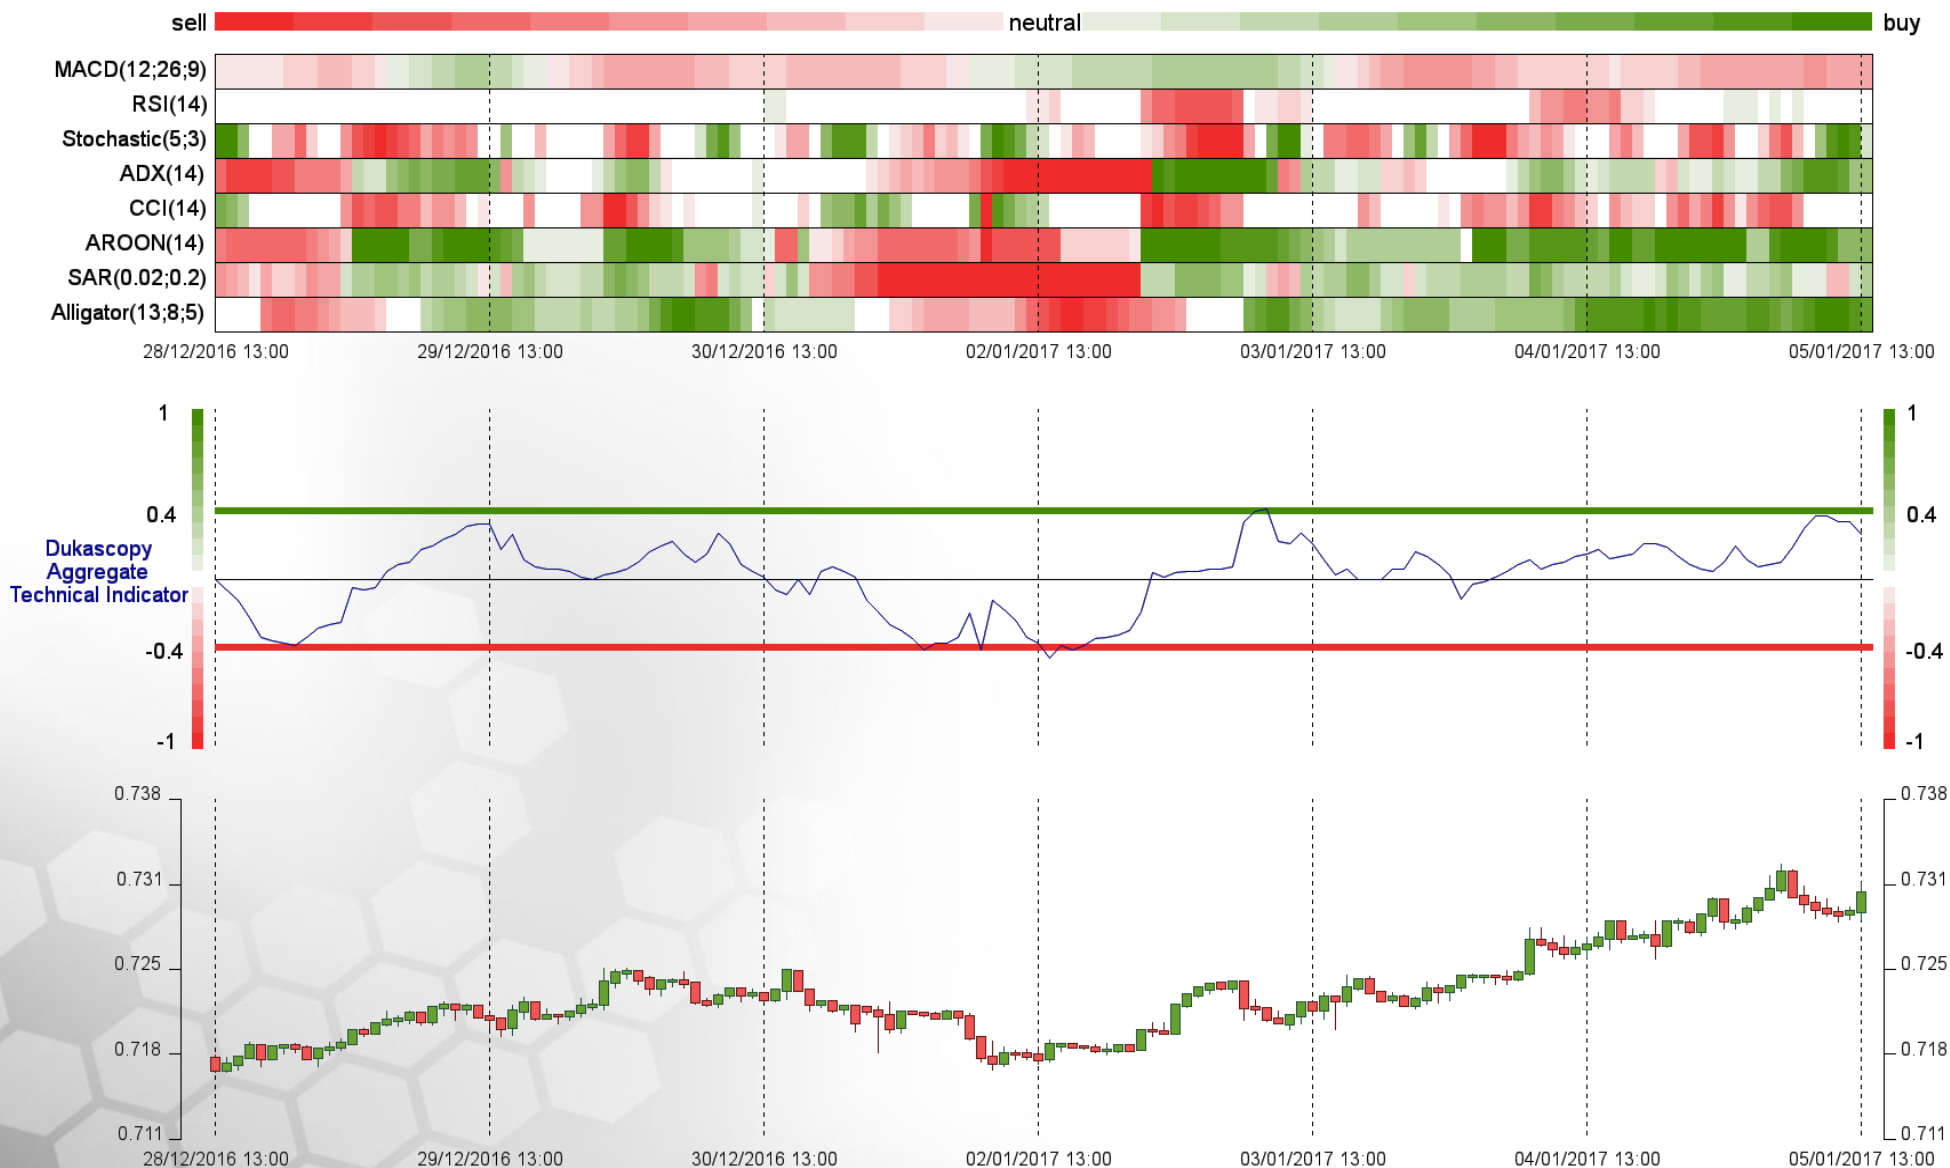 sell neutral buy
MACD(12;26;9)
RSI(14)
Stochastic(5;3)
ADX(14)
CCI(14)
AROON(14)
SAR(0.02;0.2)
Alligator(13;8;5)
28/12/2016 13:00 29/12/2016 13:00 30/12/2016 13:00 02/01/2017 13:00 03/01/2017 13:00 04/01/2017 13:00 05/01/2017 13:00
1 1
0.4 0.4
Dukascopy
Aggregate
Technical Indicator
-0.4 -0.4
-1 -1
0.738 0.738
0.731 0.731
0.725 0.725
0.718 0.718
0.711 0.711
28/12/2016 13:00 29/12/2016 13:00 30/12/2016 13:00 02/01/2017 13:00 03/01/2017 13:00 04/01/2017 13:00 05/01/2017 13:00